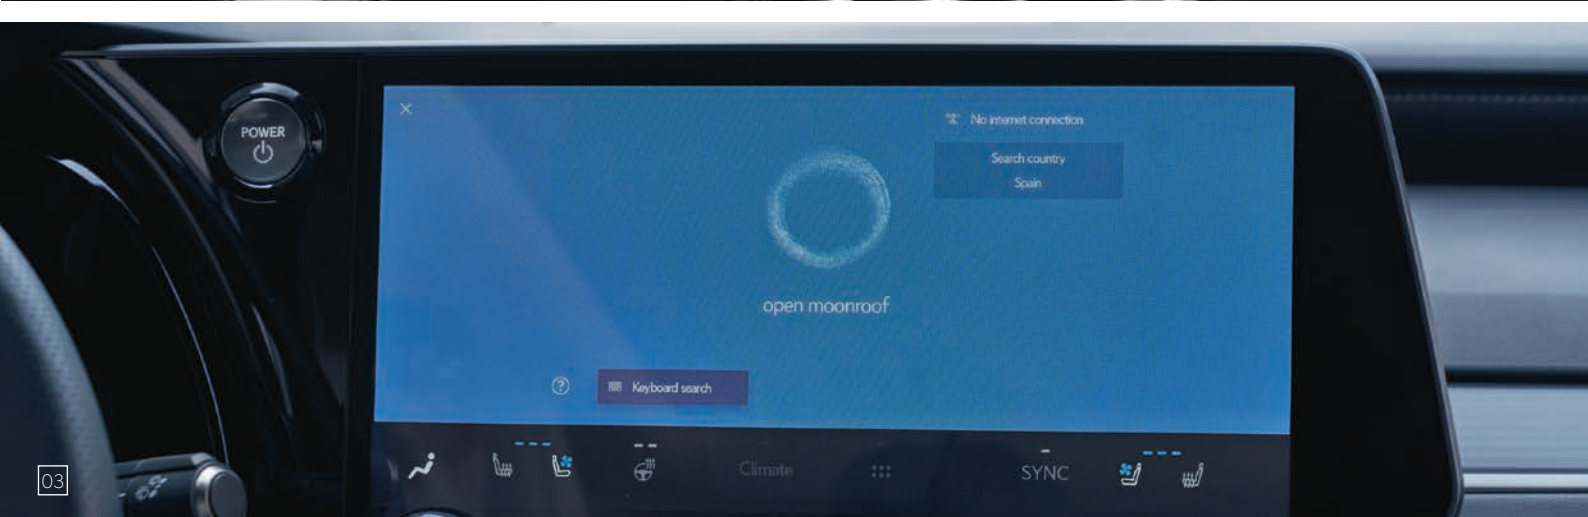 POWER
No internet connection
Search country
Spain
open moonroof
Keyboard search
Climate
SYNC
03